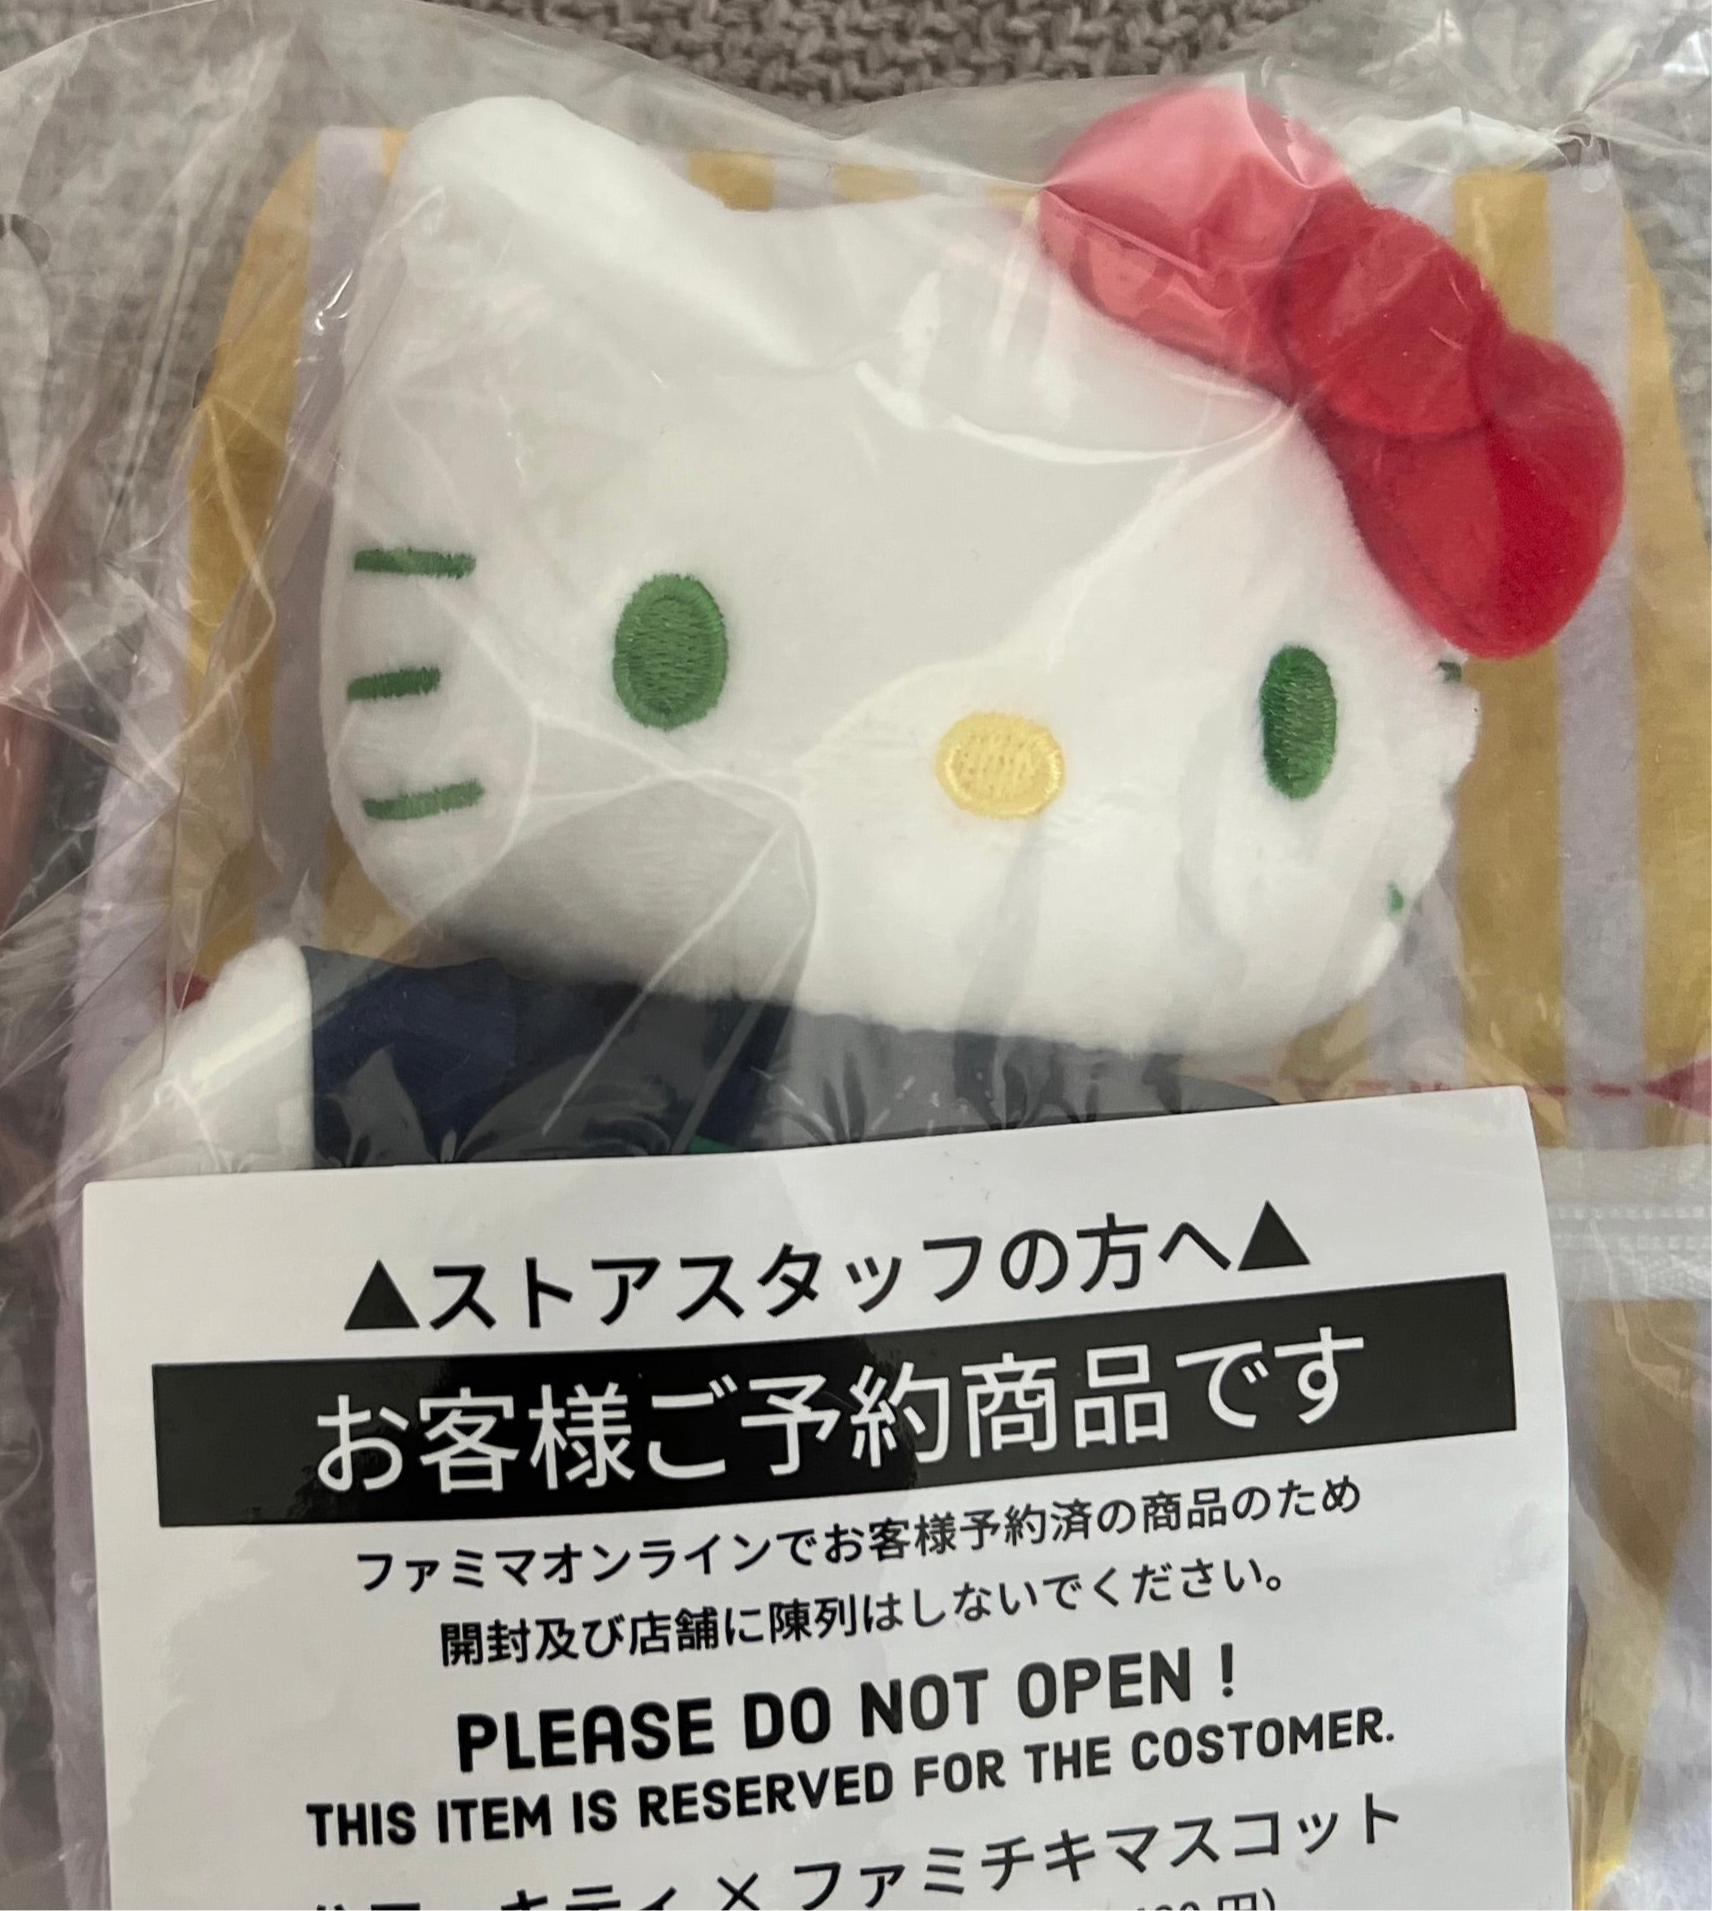 ▲ストアスタッフの方へ▲
お客様ご予約商品です
ファミマオンラインでお客様予約済の商品のため
開封及び店舗に陳列はしないでください。
PLEASE DO NOT OPEN !
THIS ITEM IS RESERVED FOR THE COSTOMER.
キティ × ファミチキマスコット
円)